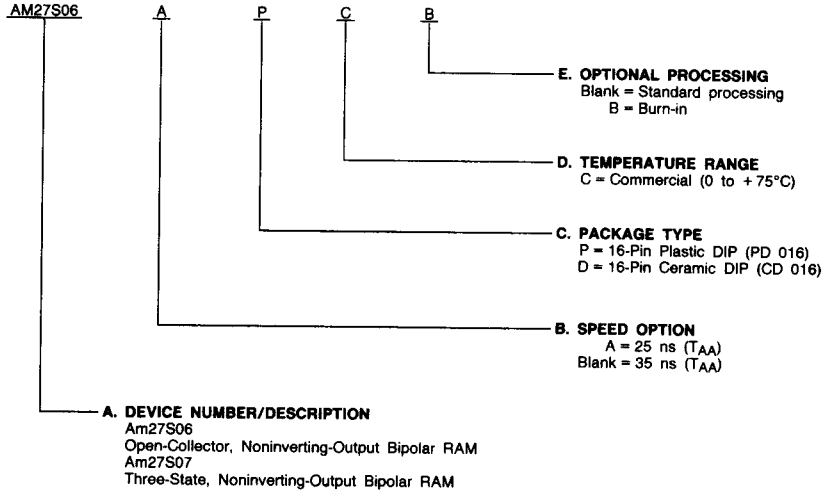 AM27S06 A P C B
E. OPTIONAL PROCESSING
Blank = Standard processing
B = Burn-in
D. TEMPERATURE RANGE
C = Commercial (0 to +75°C)
C. PACKAGE TYPE
P = 16-Pin Plastic DIP (PD 016)
D = 16-Pin Ceramic DIP (CD 016)
B. SPEED OPTION
A = 25 ns (TAA)
Blank = 35 ns (TAA)
A. DEVICE NUMBER/DESCRIPTION
Am27S06
Open-Collector, Noninverting-Output Bipolar RAM
Am27S07
Three-State, Noninverting-Output Bipolar RAM